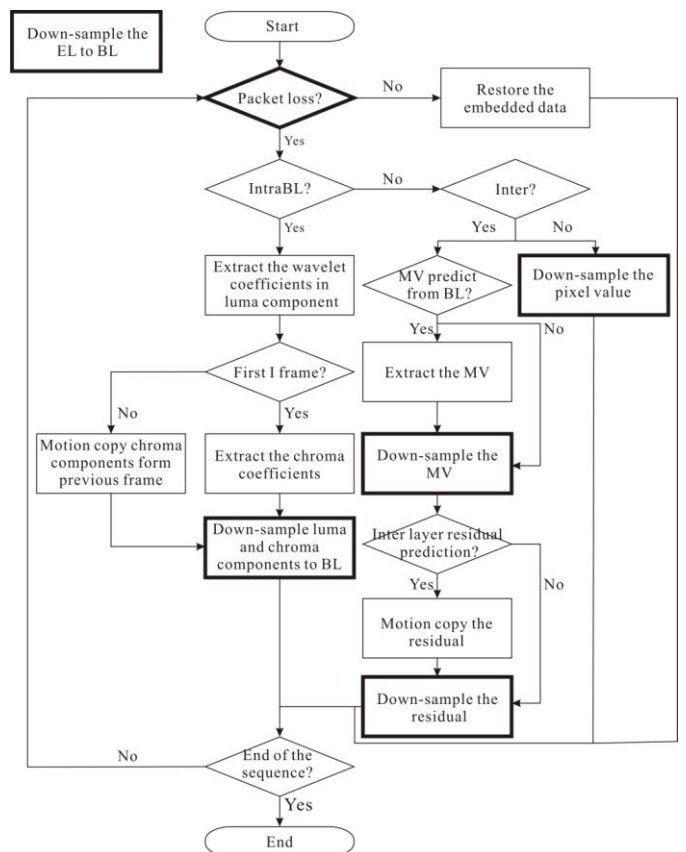 Down-sample the
EL to BL
Start
Packet loss?
No
Restore the
embedded data
Yes
IntraBL?
No
Inter?
Yes
Yes
No
Extract the wavelet
coefficients in
luma component
MV predict
from BL?
Down-sample the
pixel value
Yes
No
First I frame?
Extract the MV
No
Yes
Motion copy chroma
components form
previous frame
Extract the chroma
coefficients
Down-sample the
MV
Down-sample luma
and chroma
components to BL
Inter layer residual
prediction?
Yes
No
Motion copy the
residual
Down-sample the
residual
No
End of the
sequence?
Yes
End